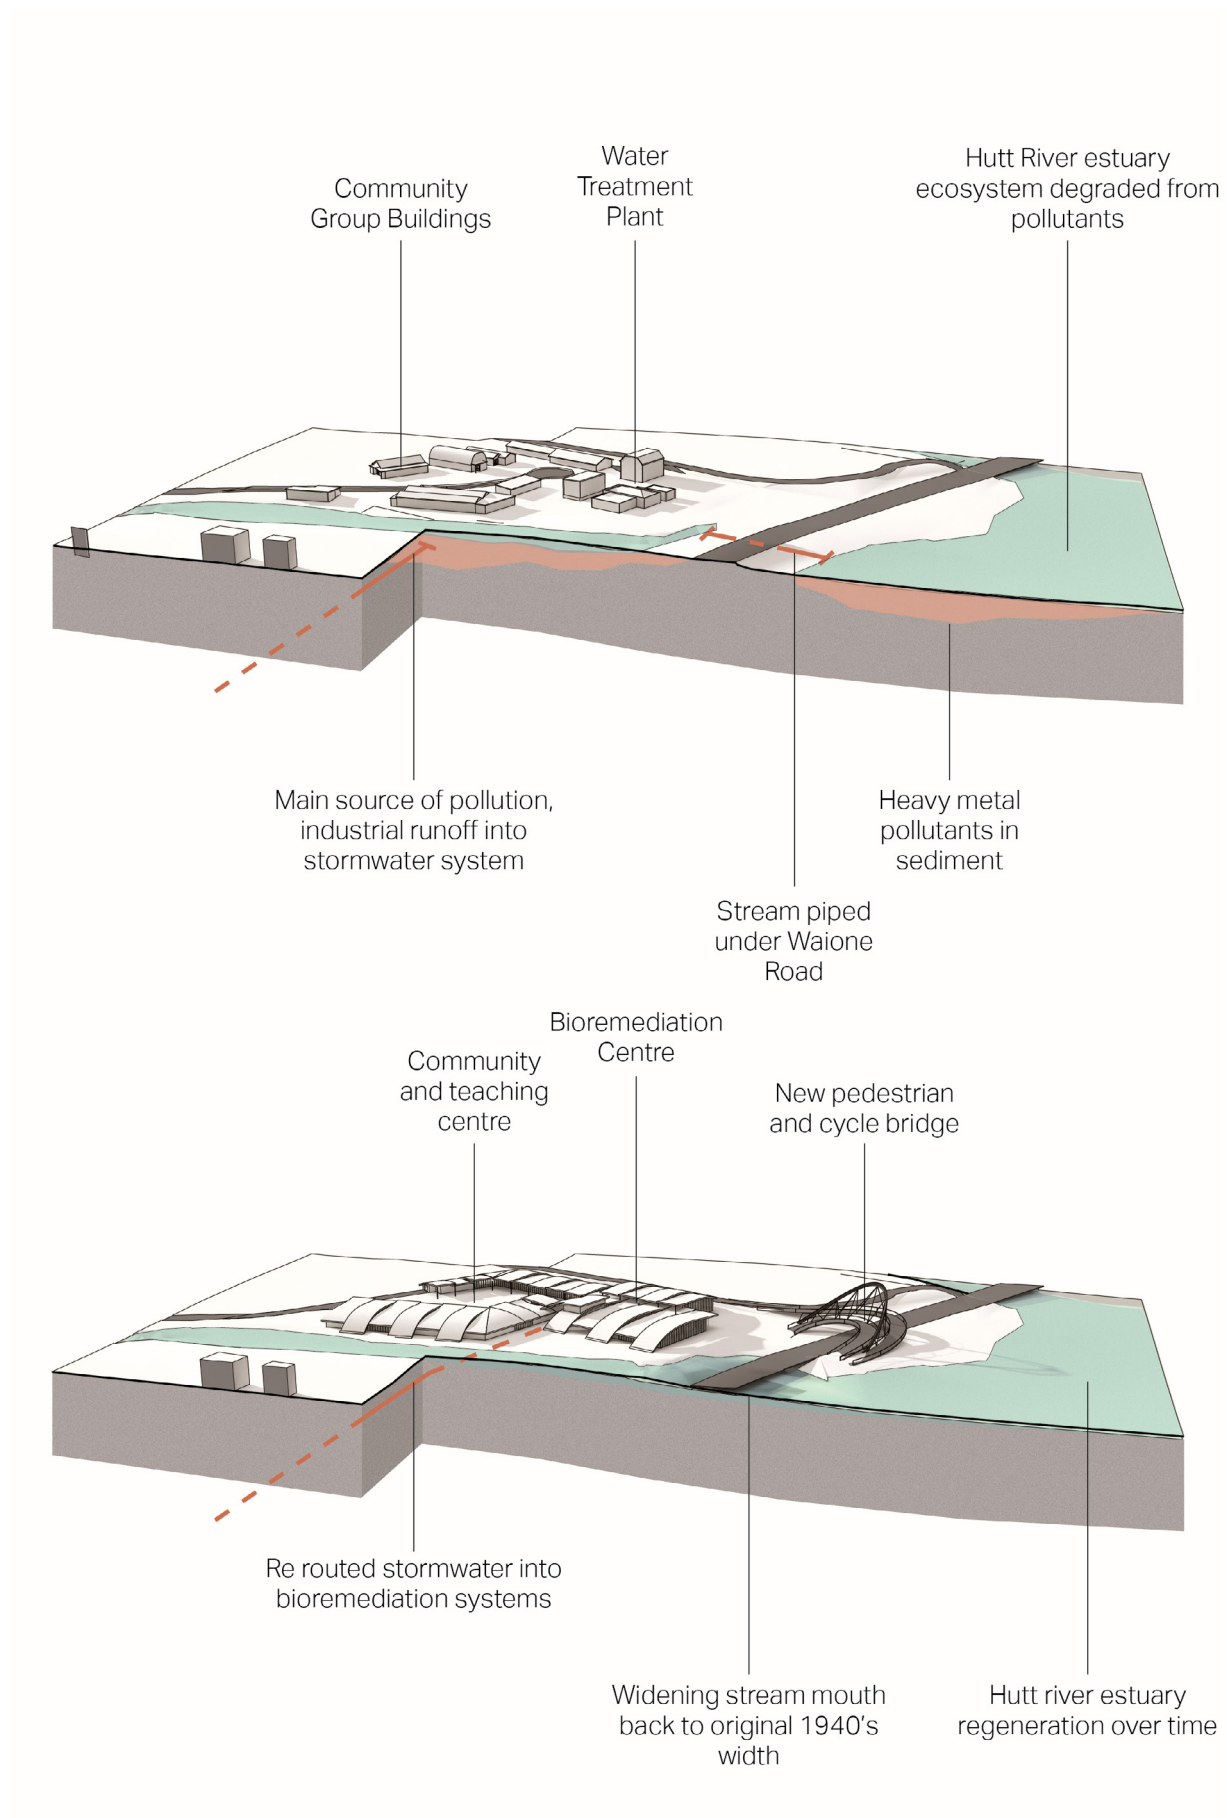 Community
Group Buildings
Water
Treatment
Plant
Hutt River estuary
ecosystem degraded from
pollutants
Main source of pollution,
industrial runoff into
stormwater system
Heavy metal
pollutants in
sediment
Stream piped
under Waione
Road
Community
and teaching
centre
Bioremediation
Centre
New pedestrian
and cycle bridge
Re routed stormwater into
bioremediation systems
Widening stream mouth
back to original 1940's
width
Hutt river estuary
regeneration over time